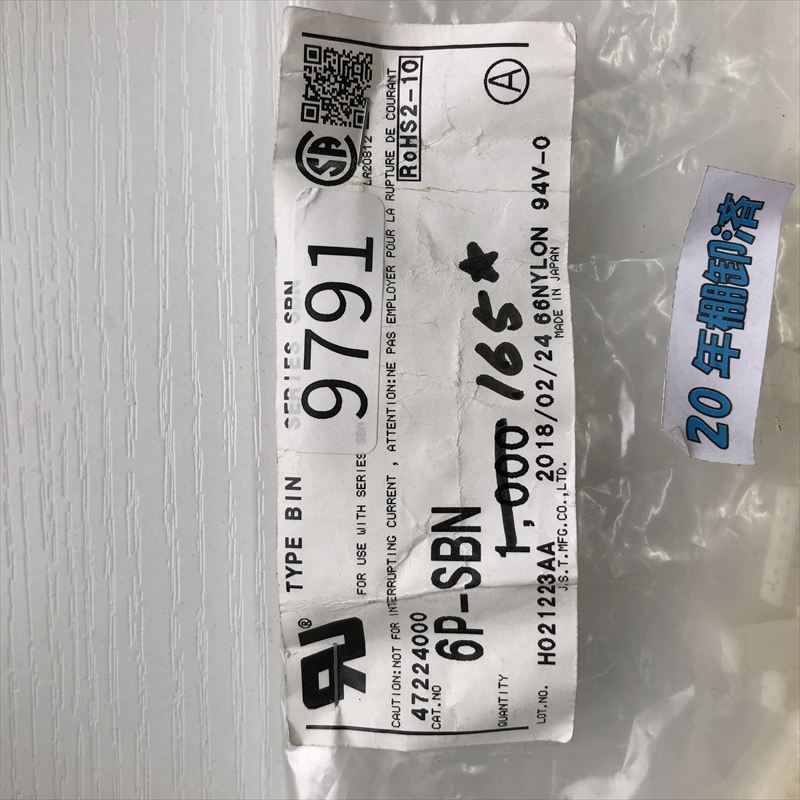 TYPE BIN SERIES SBN
9791
LR20812
FOR USE WITH SERIES SBN
CAUTION:NOT FOR INTERRUPTING CURRENT , ATTENTION:NE PAS EMPLOYER POUR LA RUPTURE DE COURANT
RoHS2-10
47224000
CAT.NO
6P-SBN
A
QUANTITY
1,000 165☆
LOT.NO.
H021223AA 2018/02/24 66NYLON 94V-0
J.S.T.MFG.CO.,LTD.
MADE IN JAPAN
20年棚卸済